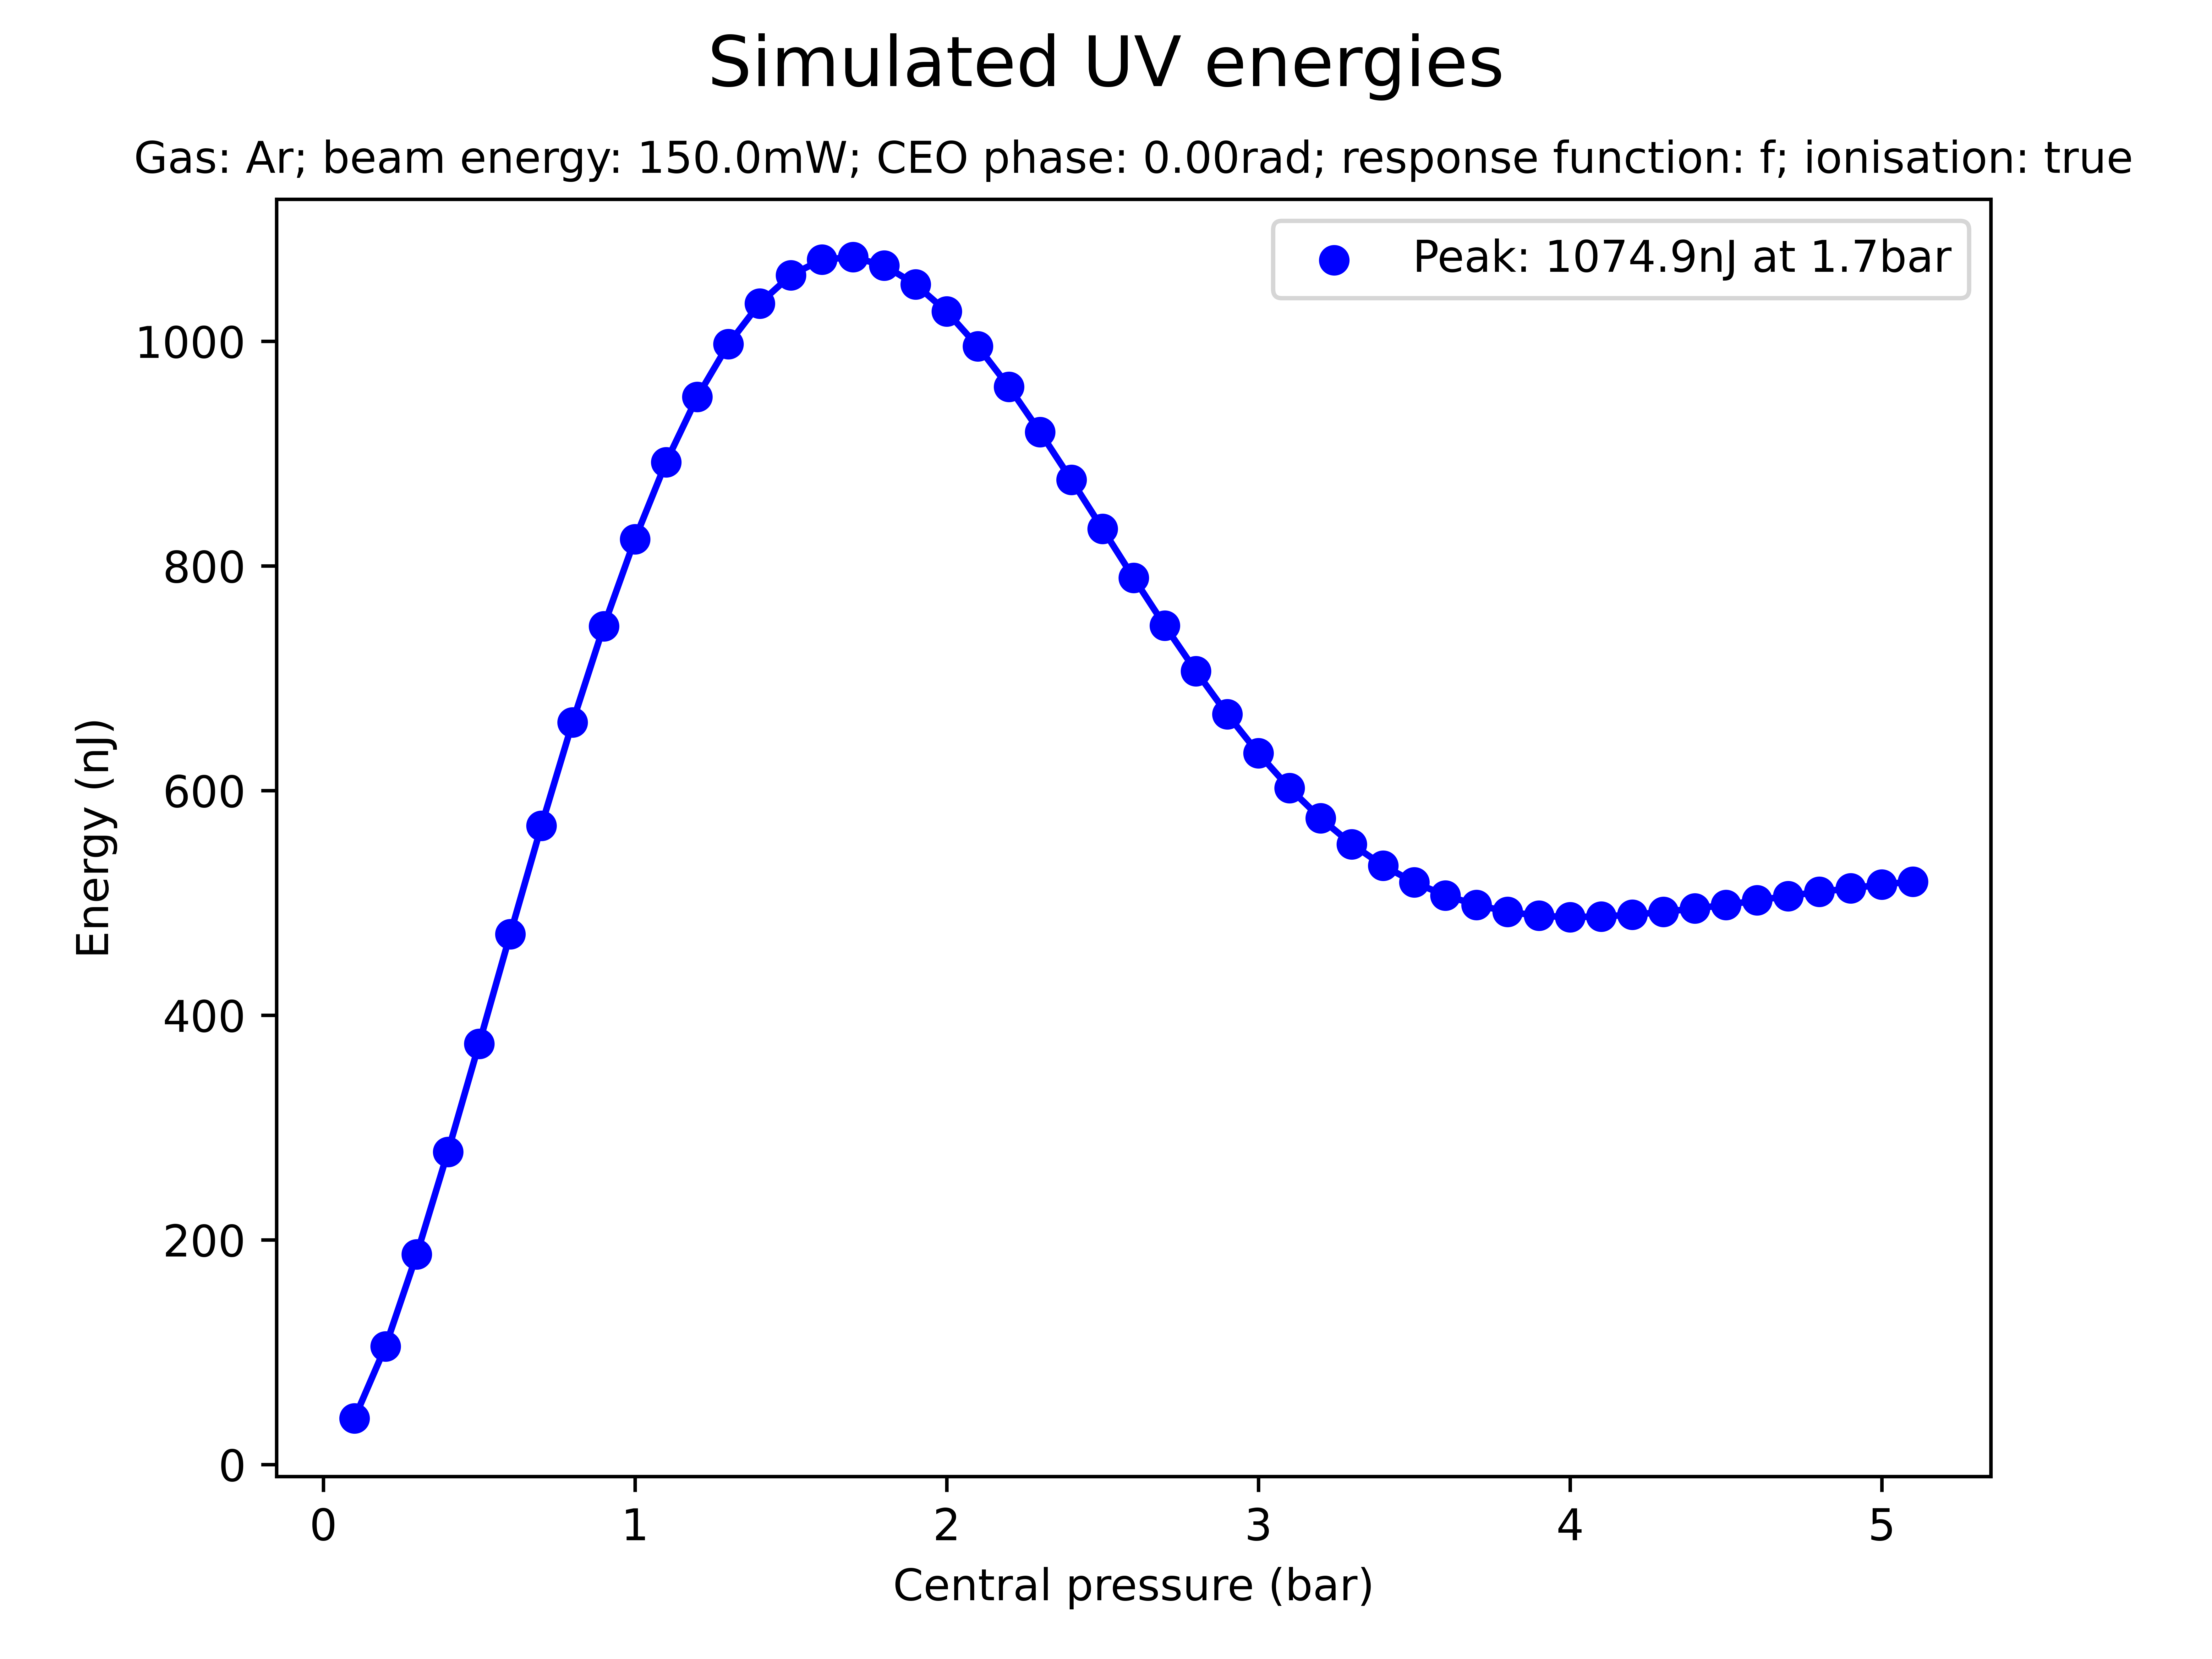 Simulated UV energies
Gas: Ar; beam energy: 150.0mW; CEO phase: 0.00rad; response function: f; ionisation: true
Peak: 1074.9nJ at 1.7bar
1000
800
600
400
200
0
Energy (nJ)
0 1 2 3 4 5
Central pressure (bar)